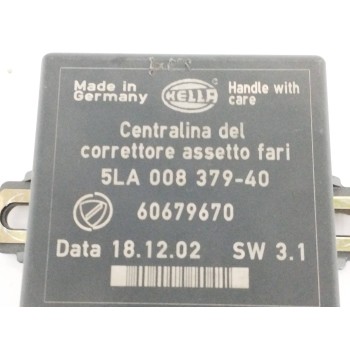 Made in
Germany
HELLA
Handle with
care
Centralina del
correttore assetto fari
5LA 008 379-40
60679670
Data 18.12.02 SW 3.1